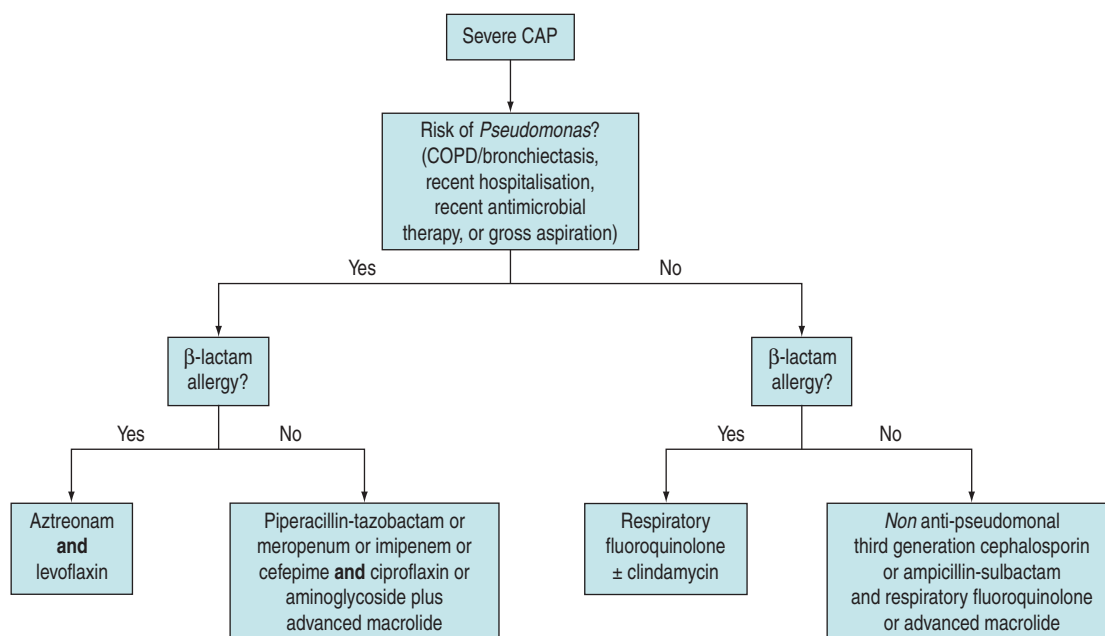 Severe CAP
Risk of Pseudomonas?
(COPD/bronchiectasis,
recent hospitalisation,
recent antimicrobial
therapy, or gross aspiration)
Yes
No
β-lactam
allergy?
β-lactam
allergy?
Yes
No
Yes
No
Aztreonam
and
levoflaxin
Piperacillin-tazobactam or
meropenum or imipenem or
cefepime and ciproflaxin or
aminoglycoside plus
advanced macrolide
Respiratory
fluoroquinolone
± clindamycin
Non anti-pseudomonal
third generation cephalosporin
or ampicillin-sulbactam
and respiratory fluoroquinolone
or advanced macrolide